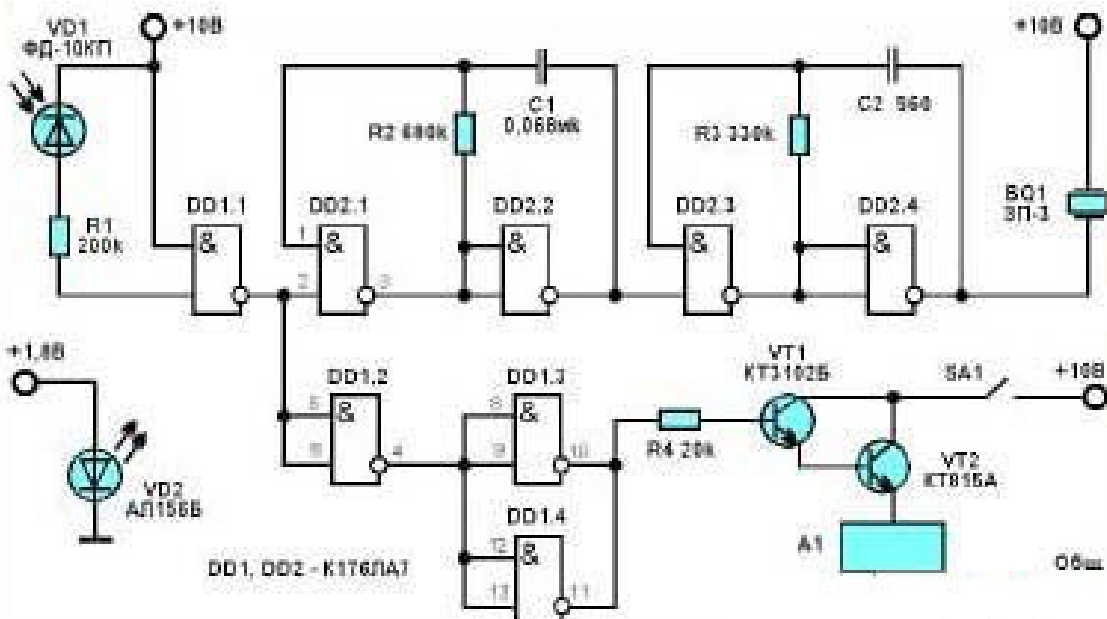 VD1
ФД-10КП
+10В
+10В
C1
0,068мк
C2 560
R2 680k
R3 330k
R1
200k
DD1.1
DD2.1
DD2.2
DD2.3
DD2.4
BQ1
ЗП-3
&
&
&
&
&
1
2
3
+1,8В
DD1.2
DD1.3
VT1
КТ3102Б
SA1
+10В
5
&
6
4
8
&
9
10
R4 20k
VT2
КТ815А
VD2
АЛ156Б
DD1.4
A1
12
&
13
11
DD1, DD2 - К176ЛА7
Общ